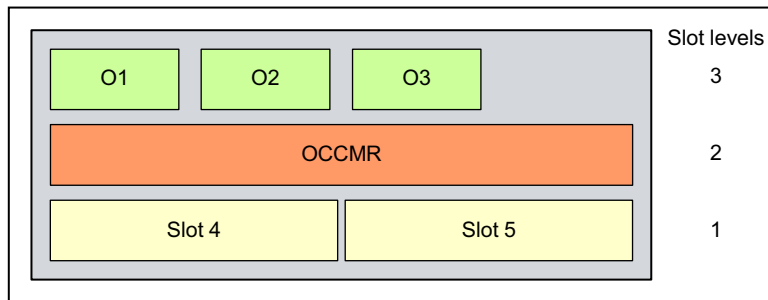 Slot levels
O1 O2 O3 3
OCCMR 2
Slot 4 Slot 5 1